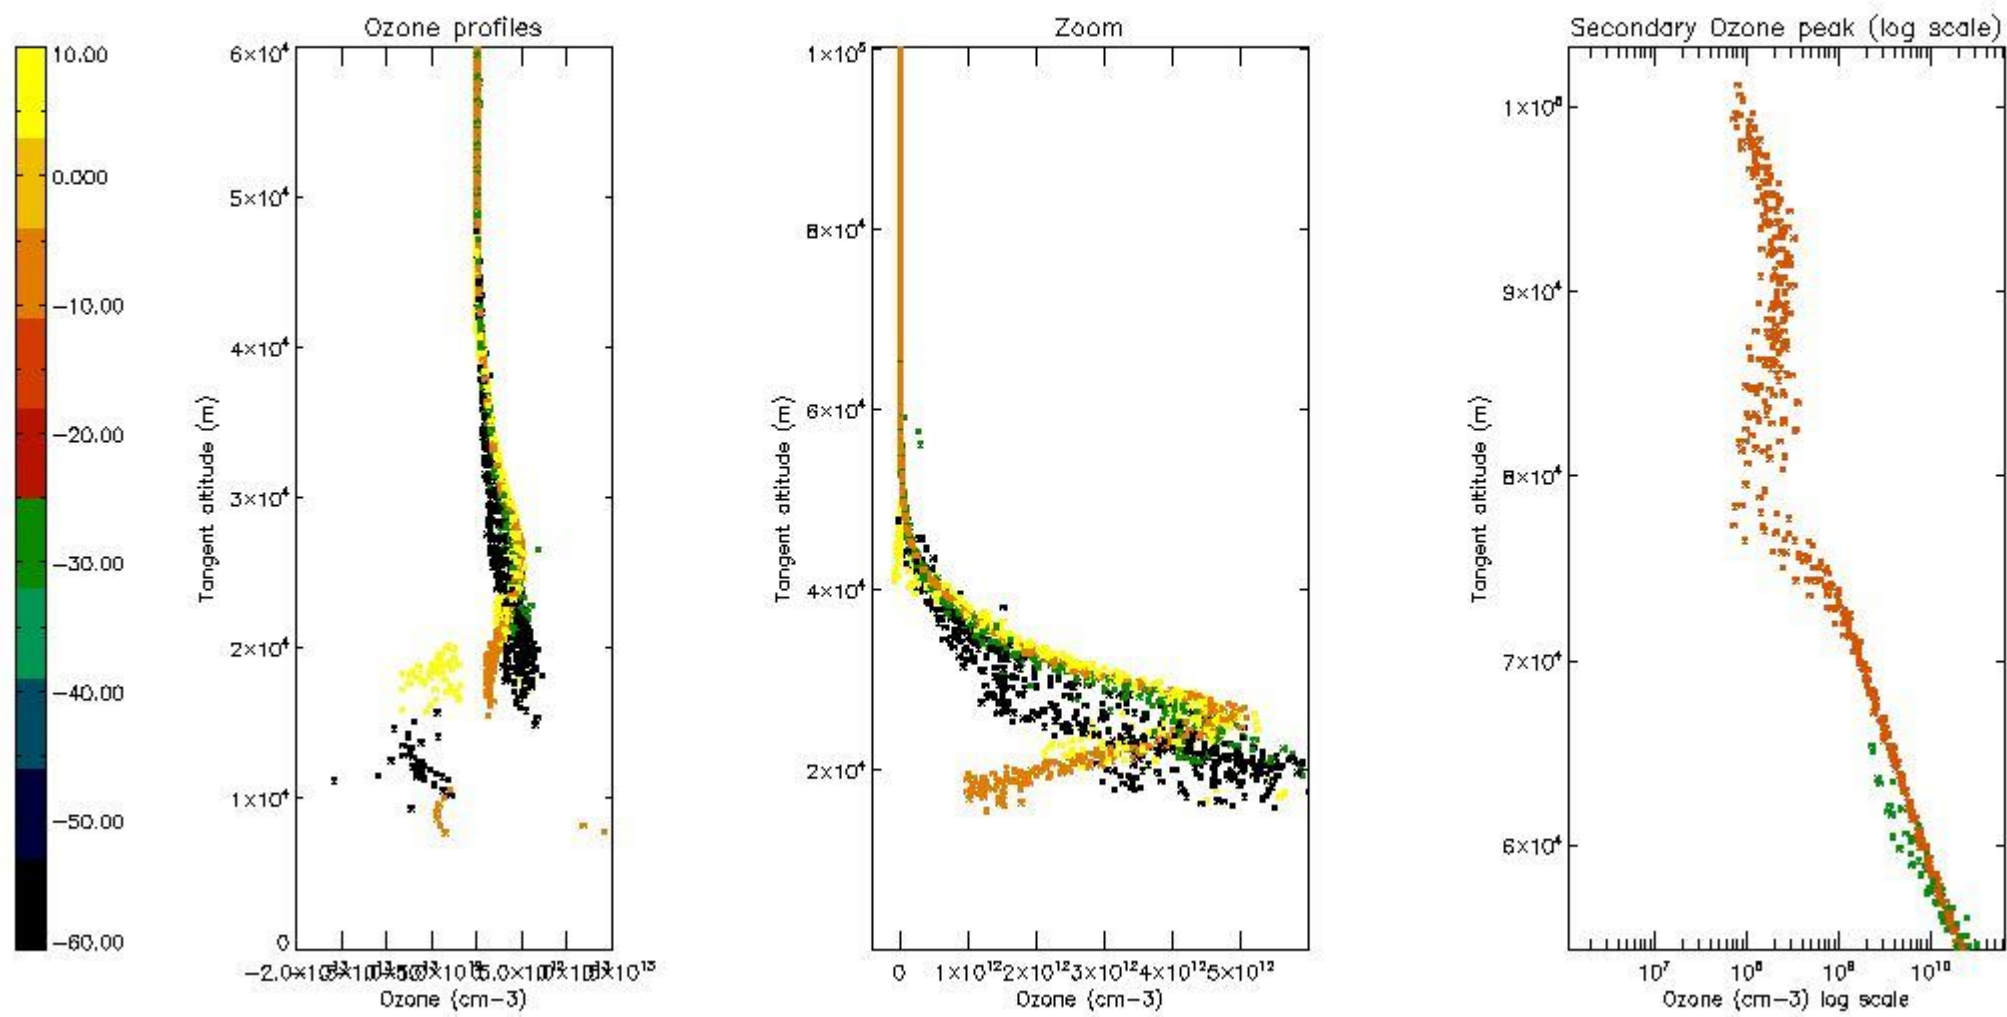 Ozone profiles
Zoom
Secondary Ozone peak (log scale)
10.00
0.000
−10.00
−20.00
−30.00
−40.00
−50.00
−60.00
6×10⁴
5×10⁴
4×10⁴
3×10⁴
2×10⁴
1×10⁴
0
Tangent altitude (m)
Ozone (cm−3)
1×10⁵
8×10⁴
6×10⁴
4×10⁴
2×10⁴
Tangent altitude (m)
0 1×10¹² 2×10¹² 3×10¹² 4×10¹² 5×10¹²
Ozone (cm−3)
1×10⁵
9×10⁴
8×10⁴
7×10⁴
6×10⁴
Tangent altitude (m)
10⁷ 10⁸ 10⁹ 10¹⁰
Ozone (cm−3) log scale